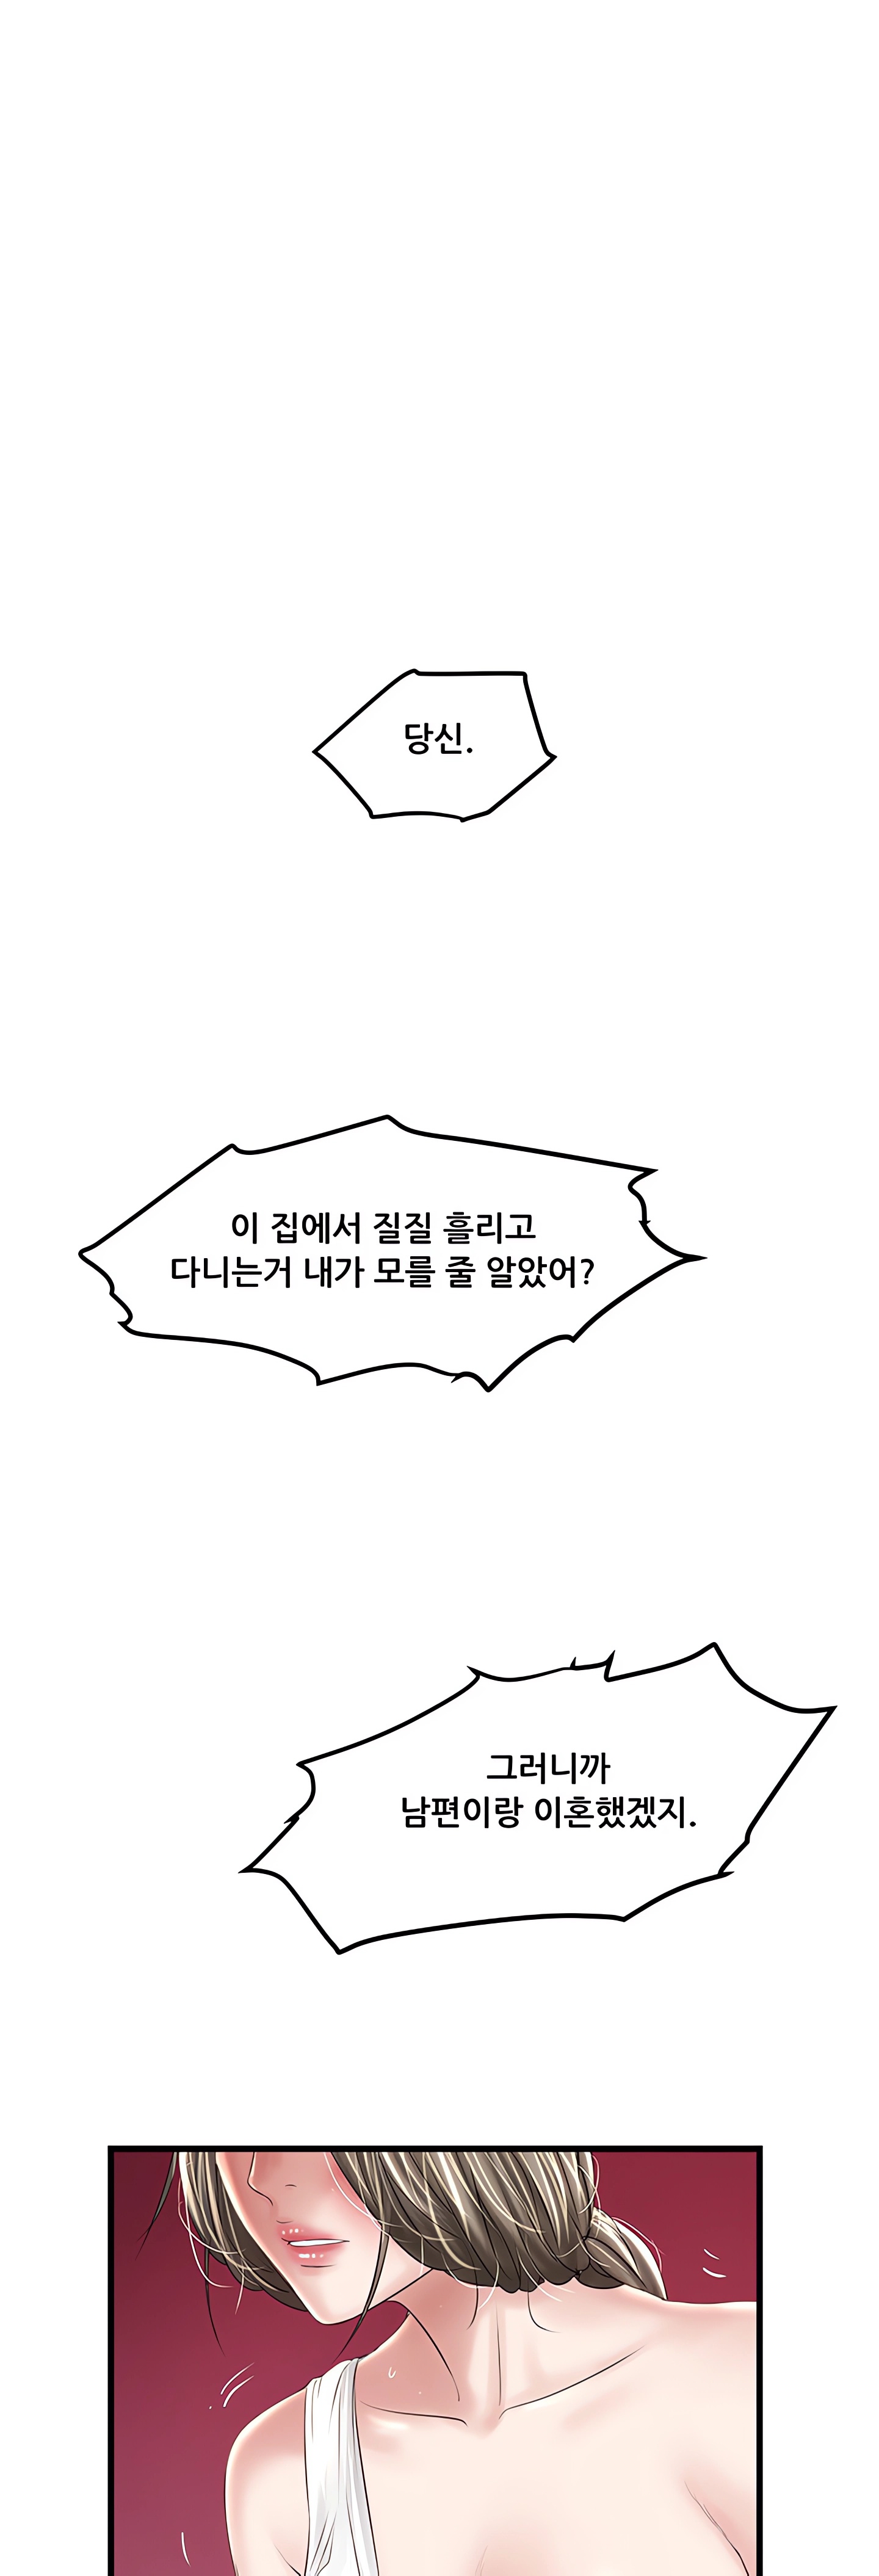 당신.
이 집에서 질질 흘리고
다니는거 내가 모를 줄 알았어?
그러니까
남편이랑 이혼했겠지.